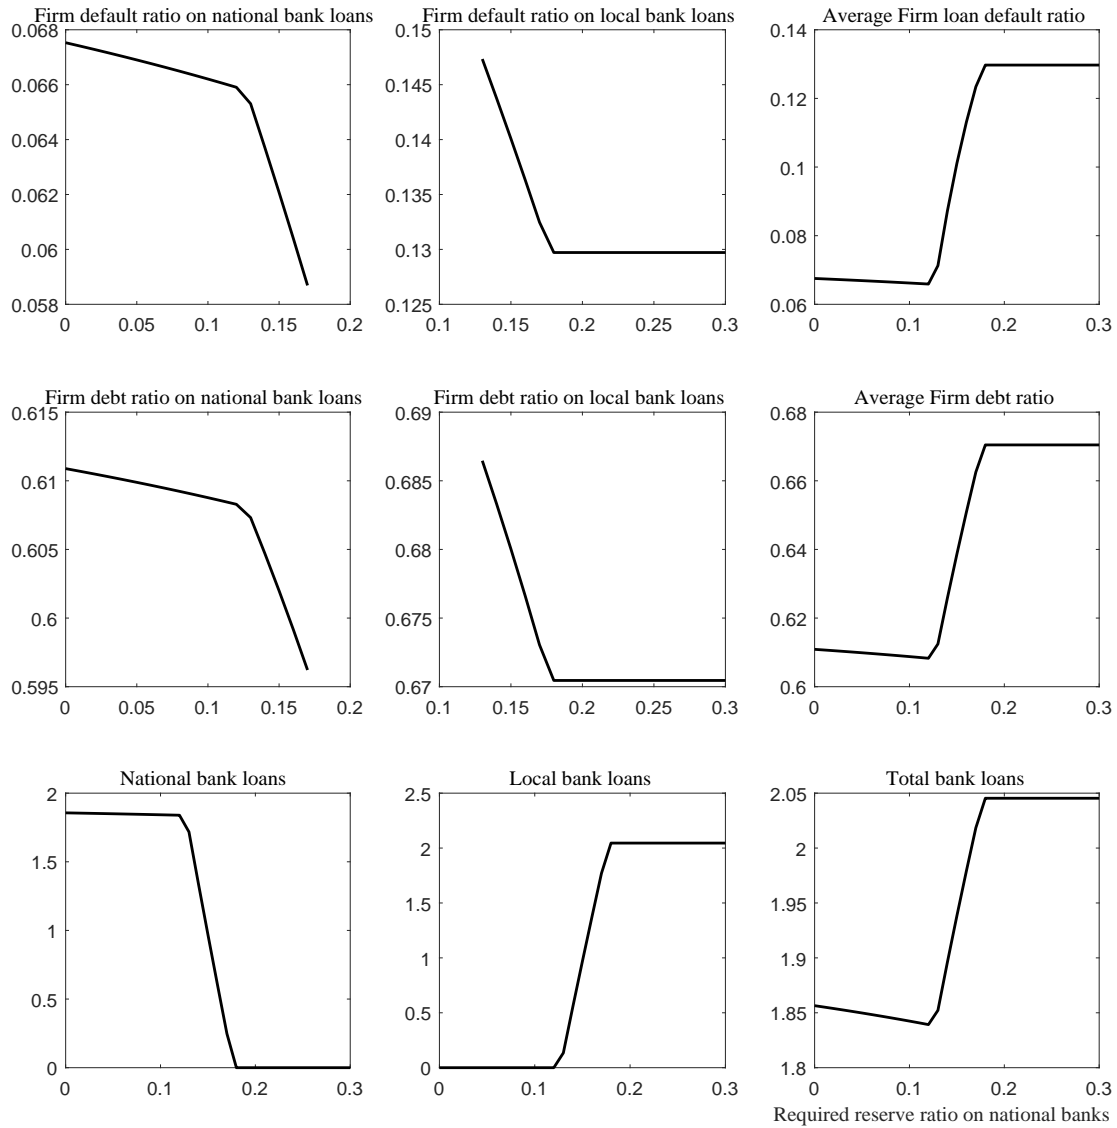 Firm default ratio on national bank loans
0.068
0.066
0.064
0.062
0.06
0.058
0 0.05 0.1 0.15 0.2
Firm default ratio on local bank loans
0.15
0.145
0.14
0.135
0.13
0.125
0.1 0.15 0.2 0.25 0.3
Average Firm loan default ratio
0.14
0.12
0.1
0.08
0.06
0 0.1 0.2 0.3
Firm debt ratio on national bank loans
0.615
0.61
0.605
0.6
0.595
0 0.05 0.1 0.15 0.2
Firm debt ratio on local bank loans
0.69
0.685
0.68
0.675
0.67
0.1 0.15 0.2 0.25 0.3
Average Firm debt ratio
0.68
0.66
0.64
0.62
0.6
0 0.1 0.2 0.3
National bank loans
2
1.5
1
0.5
0
0 0.1 0.2 0.3
Local bank loans
2.5
2
1.5
1
0.5
0
0 0.1 0.2 0.3
Total bank loans
2.05
2
1.95
1.9
1.85
1.8
0 0.1 0.2 0.3
Required reserve ratio on national banks